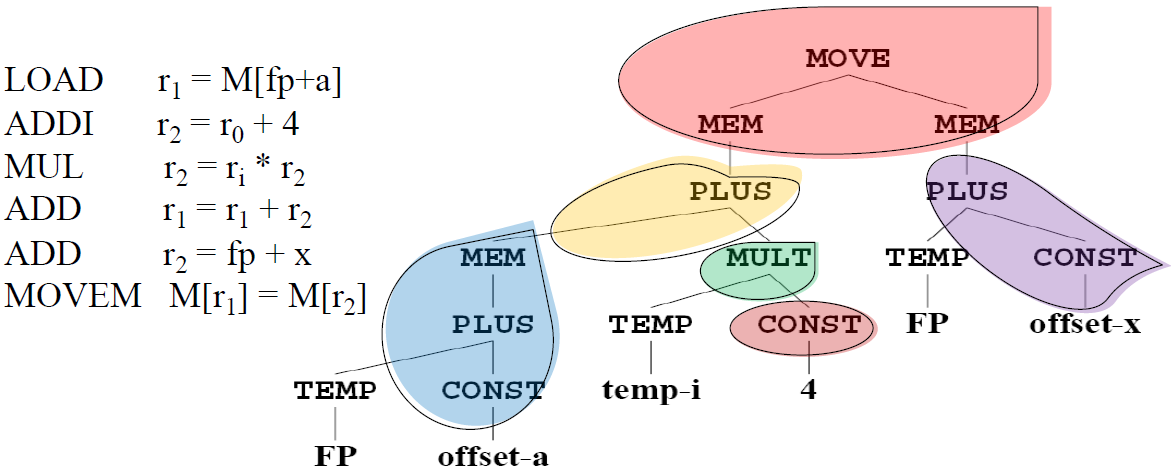 LOAD r₁ = M[fp+a]
ADDI r₂ = r₀ + 4
MUL r₂ = rᵢ * r₂
ADD r₁ = r₁ + r₂
ADD r₂ = fp + x
MOVEM M[r₁] = M[r₂]
MOVE
MEM MEM
PLUS PLUS
MEM MULT TEMP CONST
PLUS TEMP CONST FP offset-x
TEMP CONST temp-i 4
FP offset-a